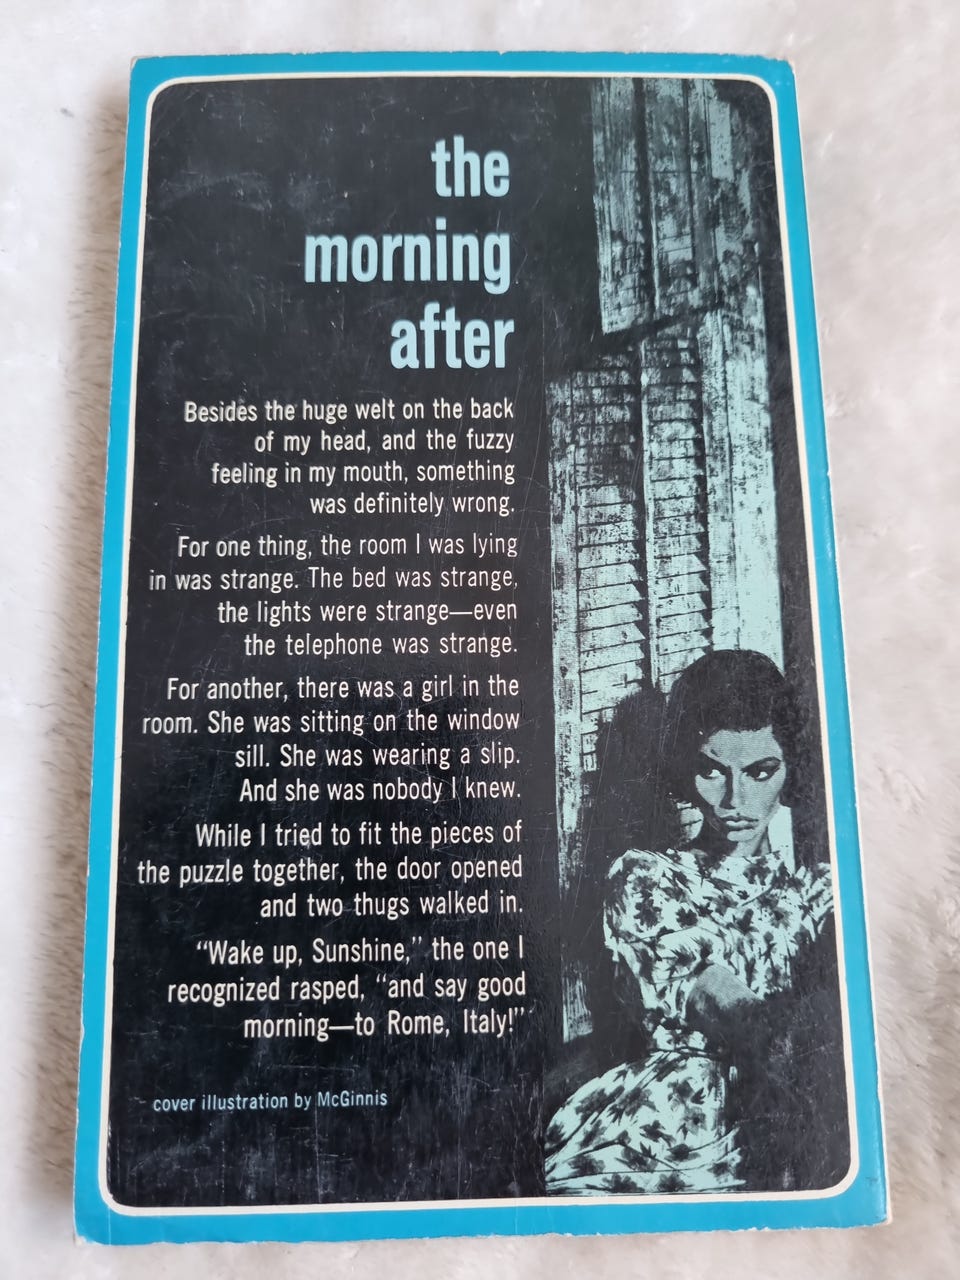 the
morning
after
Besides the huge welt on the back
of my head, and the fuzzy
feeling in my mouth, something
was definitely wrong.
For one thing, the room I was lying
in was strange. The bed was strange,
the lights were strange—even
the telephone was strange.
For another, there was a girl in the
room. She was sitting on the window
sill. She was wearing a slip.
And she was nobody I knew.
While I tried to fit the pieces of
the puzzle together, the door opened
and two thugs walked in.
“Wake up, Sunshine,” the one I
recognized rasped, “and say good
morning—to Rome, Italy!”
cover illustration by McGinnis